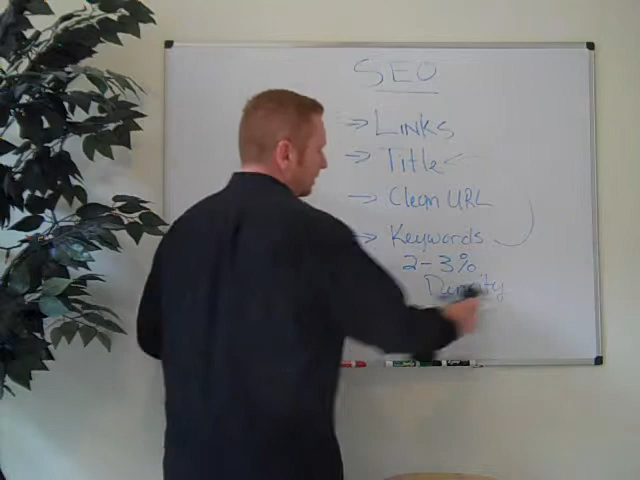 SEO
→ Links
→ Title
→ Clean URL
→ Keywords
2-3%
Density